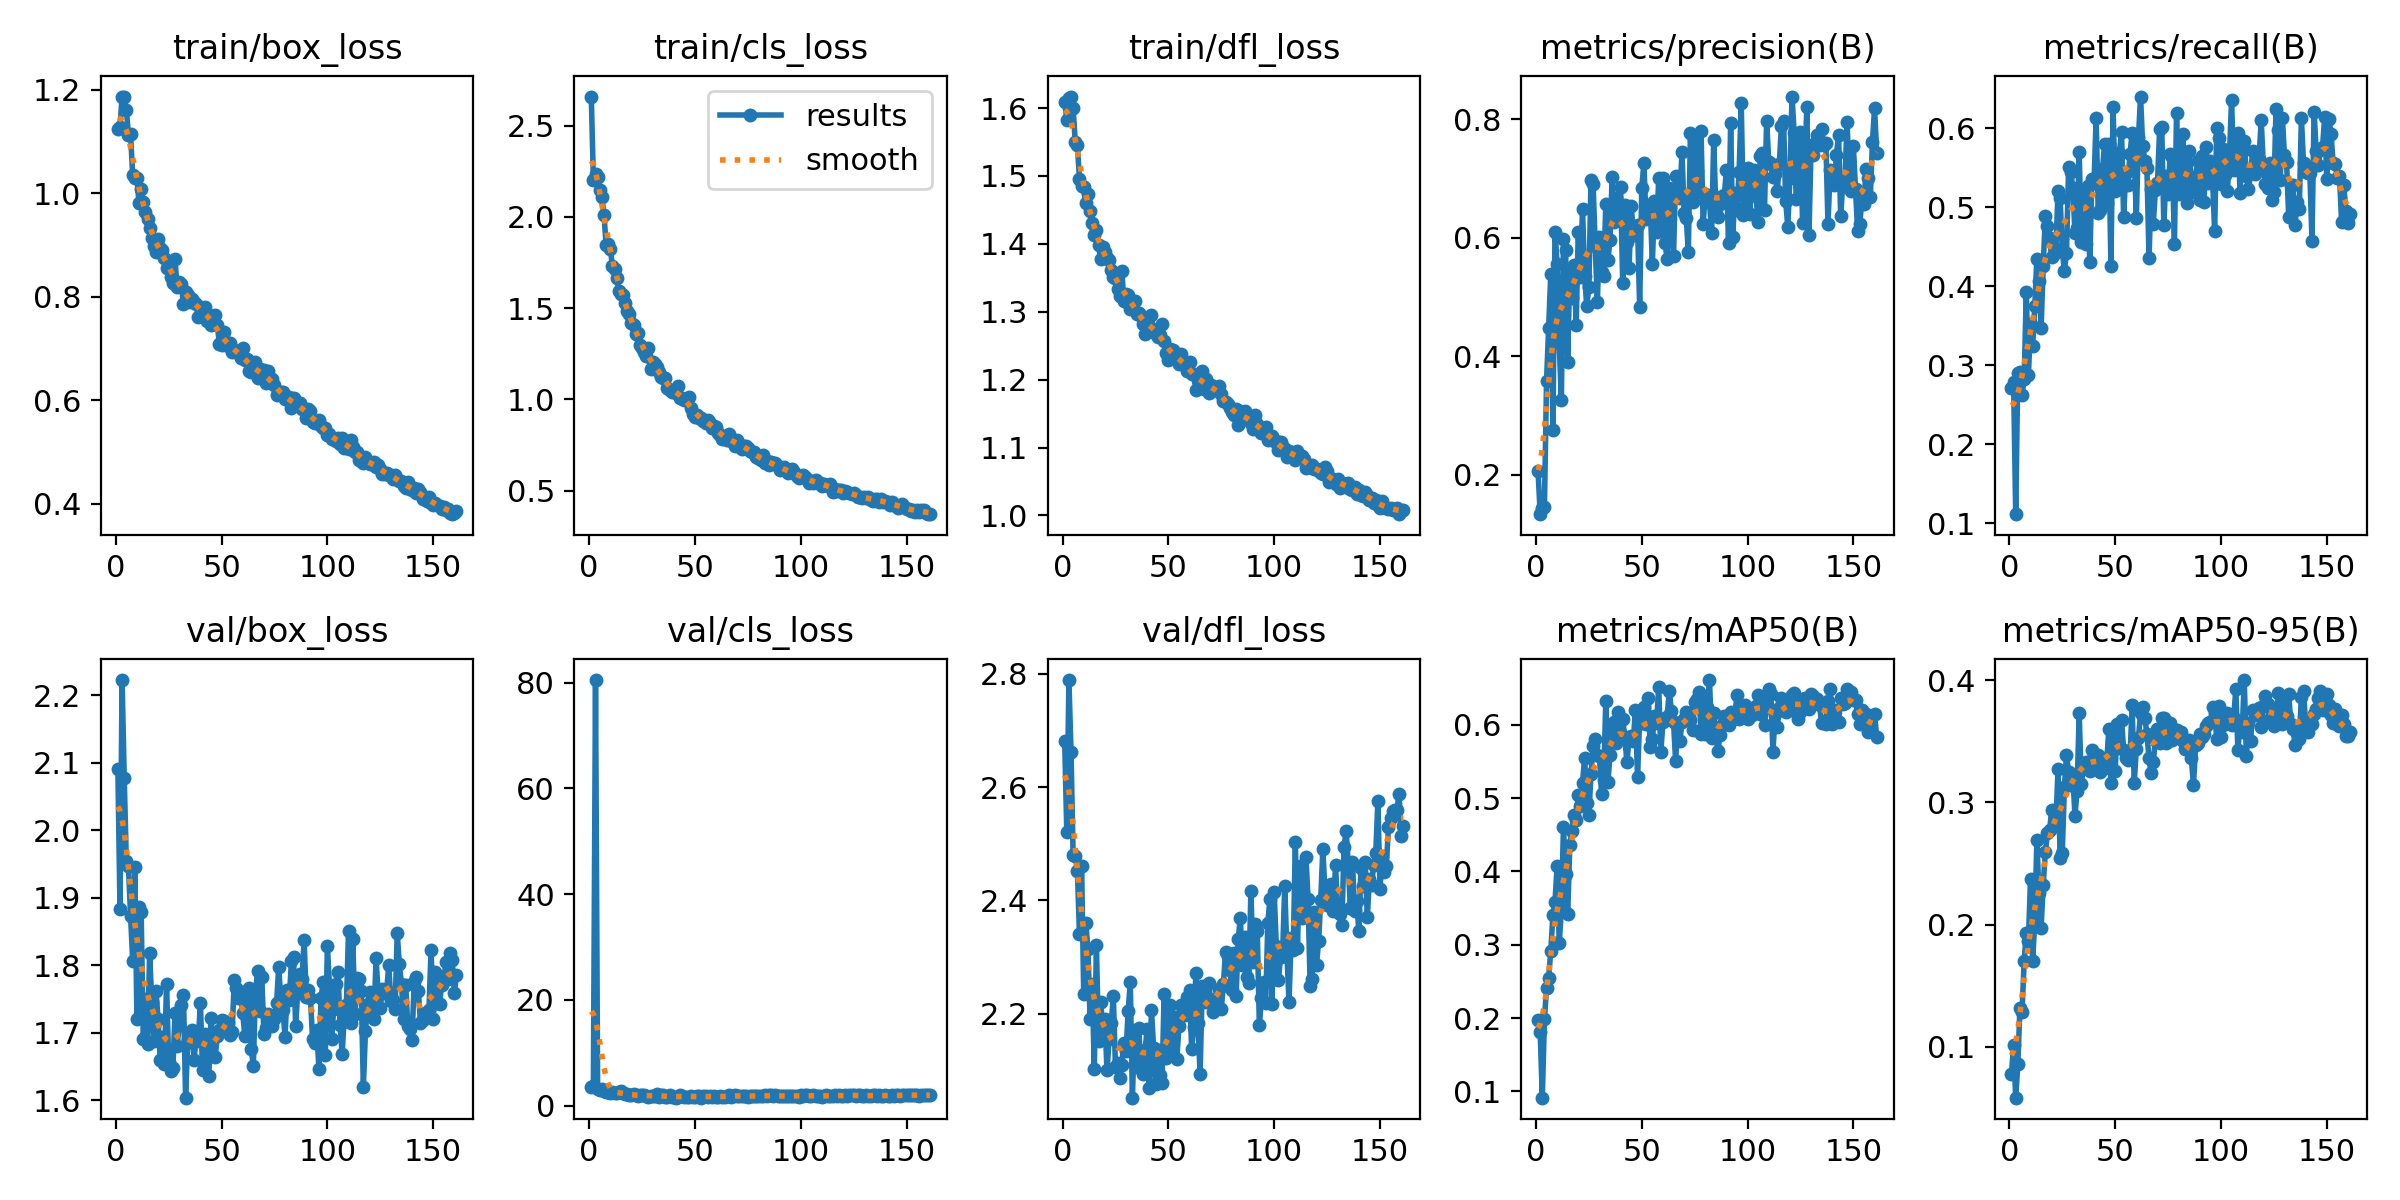 train/box_loss
1.2
1.0
0.8
0.6
0.4
0 50 100 150
train/cls_loss
results
smooth
2.5
2.0
1.5
1.0
0.5
0 50 100 150
train/dfl_loss
1.6
1.5
1.4
1.3
1.2
1.1
1.0
0 50 100 150
metrics/precision(B)
0.8
0.6
0.4
0.2
0 50 100 150
metrics/recall(B)
0.6
0.5
0.4
0.3
0.2
0.1
0 50 100 150
val/box_loss
2.2
2.1
2.0
1.9
1.8
1.7
1.6
0 50 100 150
val/cls_loss
80
60
40
20
0
0 50 100 150
val/dfl_loss
2.8
2.6
2.4
2.2
0 50 100 150
metrics/mAP50(B)
0.6
0.5
0.4
0.3
0.2
0.1
0 50 100 150
metrics/mAP50-95(B)
0.4
0.3
0.2
0.1
0 50 100 150